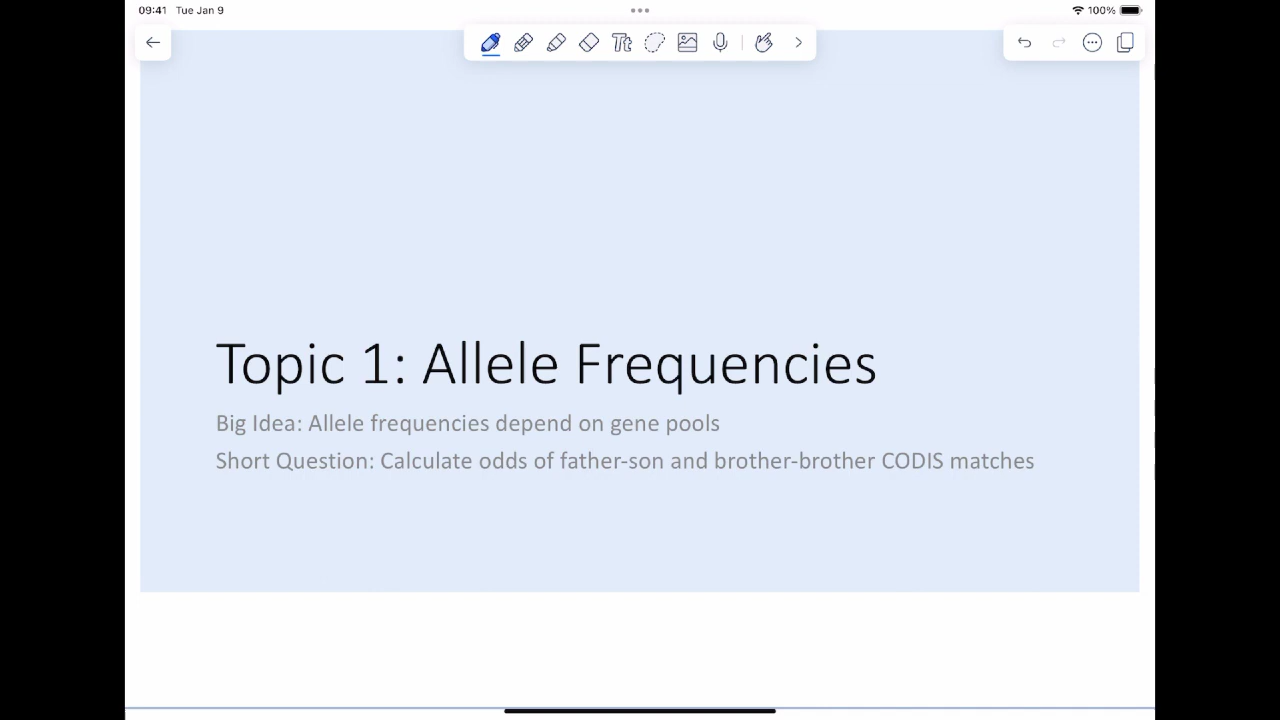 09:41 Tue Jan 9
100%
Tt
Topic 1: Allele Frequencies
Big Idea: Allele frequencies depend on gene pools
Short Question: Calculate odds of father-son and brother-brother CODIS matches